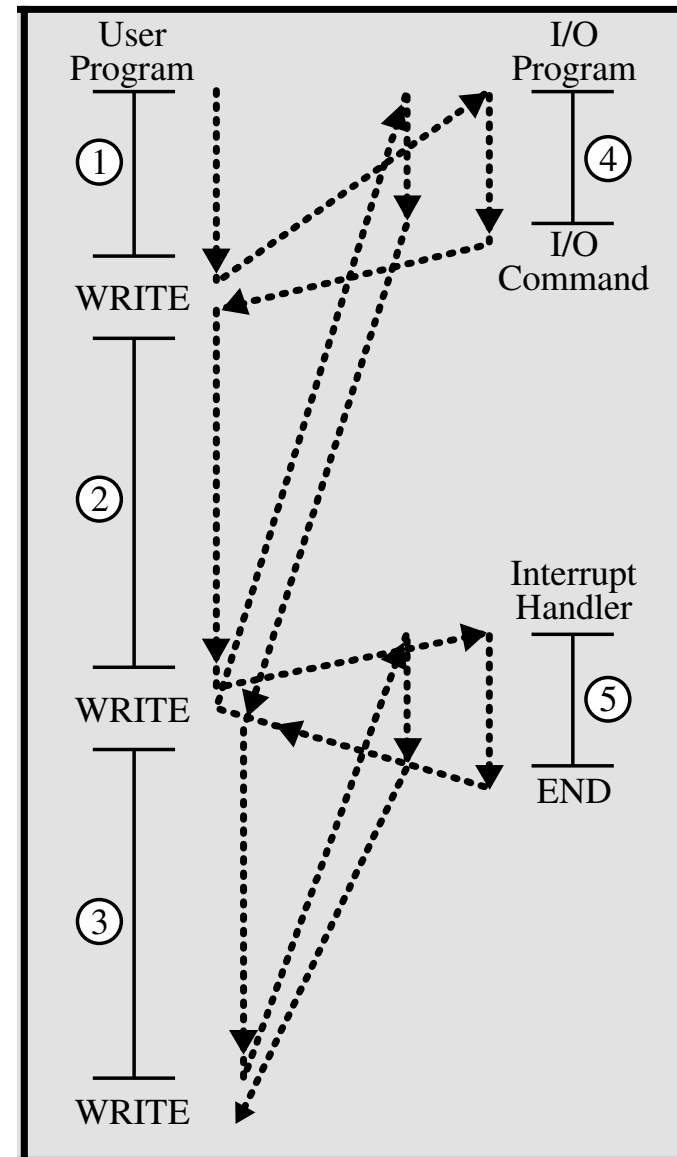 User
Program
1
WRITE
2
WRITE
3
WRITE
I/O
Program
4
I/O
Command
Interrupt
Handler
5
END